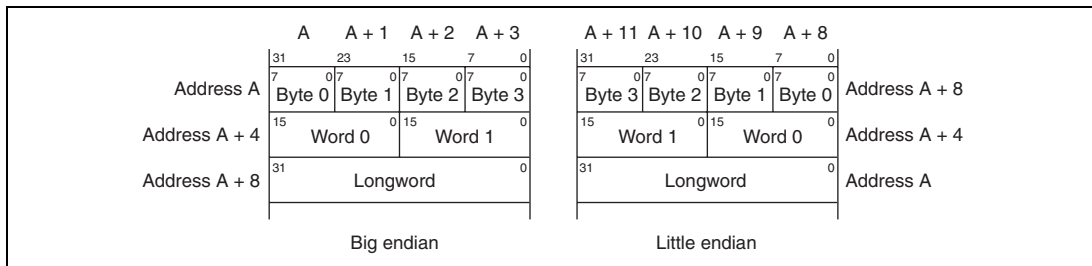 A A + 1 A + 2 A + 3 A + 11 A + 10 A + 9 A + 8
31 23 15 7 0 31 23 15 7 0
7 0 7 0 7 0 7 0 7 0 7 0 7 0 7 0
Address A Byte 0 Byte 1 Byte 2 Byte 3 Byte 3 Byte 2 Byte 1 Byte 0 Address A + 8
15 0 15 0 15 0 15 0
Address A + 4 Word 0 Word 1 Word 1 Word 0 Address A + 4
31 0 31 0
Address A + 8 Longword Longword Address A
Big endian Little endian